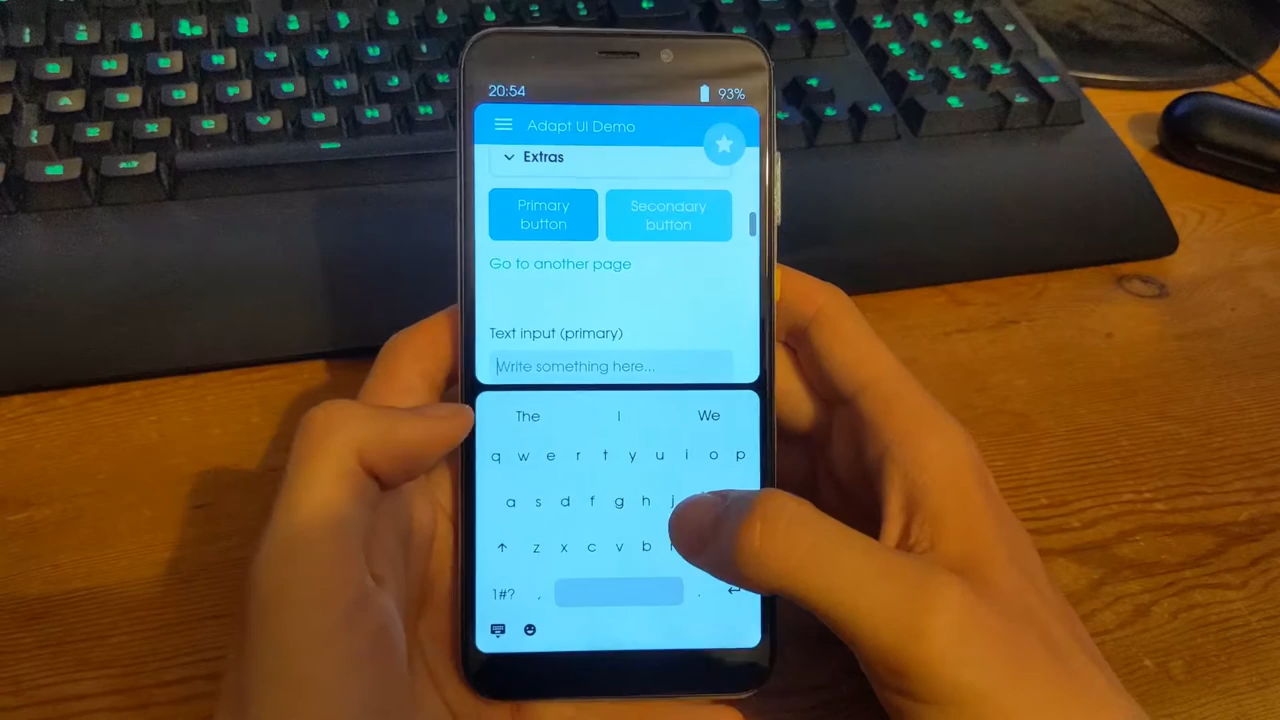 20:54
93%
Adapt UI Demo
Extras
Primary
button
Secondary
button
Go to another page
Text input (primary)
Write something here...
The I We
q w e r t y u i o p
a s d f g h j
z x c v b
1#? , .